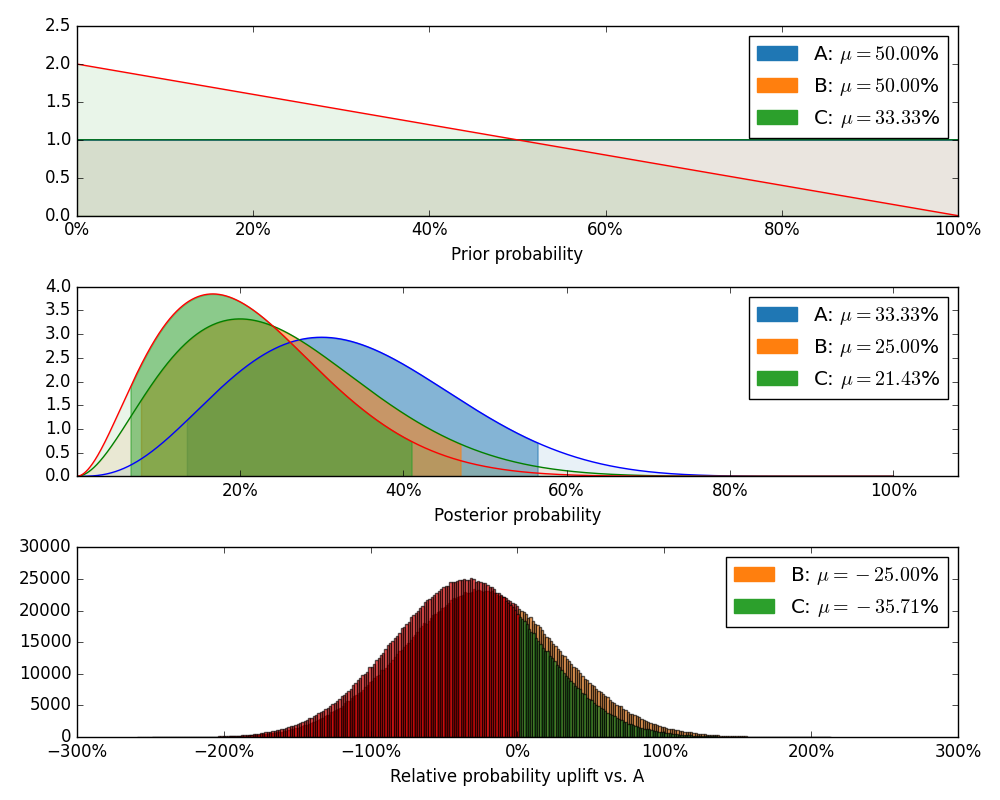 2.5
2.0
1.5
1.0
0.5
0.0
A: μ = 50.00%
B: μ = 50.00%
C: μ = 33.33%
0% 20% 40% 60% 80% 100%
Prior probability
4.0
3.5
3.0
2.5
2.0
1.5
1.0
0.5
0.0
A: μ = 33.33%
B: μ = 25.00%
C: μ = 21.43%
20% 40% 60% 80% 100%
Posterior probability
30000
25000
20000
15000
10000
5000
0
B: μ = −25.00%
C: μ = −35.71%
−300% −200% −100% 0% 100% 200% 300%
Relative probability uplift vs. A